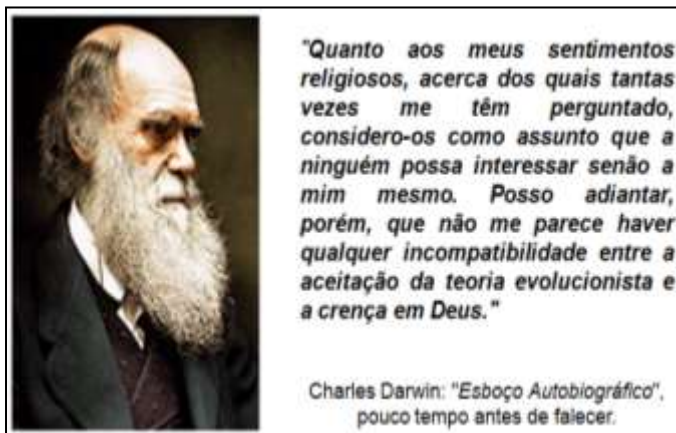 "Quanto aos meus sentimentos
religiosos, acerca dos quais tantas
vezes me têm perguntado,
considero-os como assunto que a
ninguém possa interessar senão a
mim mesmo. Posso adiantar,
porém, que não me parece haver
qualquer incompatibilidade entre a
aceitação da teoria evolucionista e
a crença em Deus."
Charles Darwin: "Esboço Autobiográfico",
pouco tempo antes de falecer.